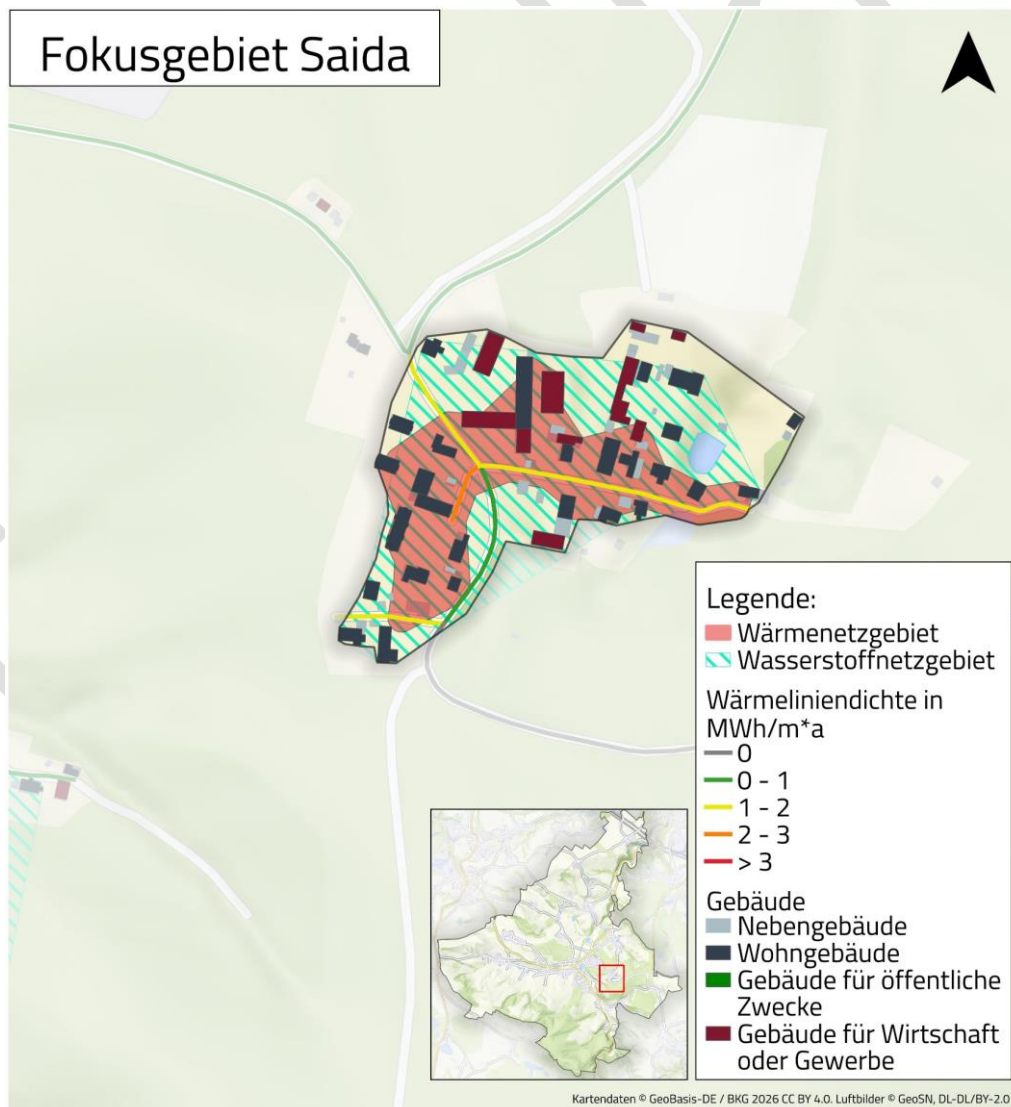 Fokusgebiet Saida
Legende:
Wärmenetzgebiet
Wasserstoffnetzgebiet
Wärmeliniendichte in
MWh/m*a
0
0 - 1
1 - 2
2 - 3
> 3
Gebäude
Nebengebäude
Wohngebäude
Gebäude für öffentliche
Zwecke
Gebäude für Wirtschaft
oder Gewerbe
Kartendaten © GeoBasis-DE / BKG 2026 CC BY 4.0. Luftbilder © GeoSN, DL-DL/BY-2.0